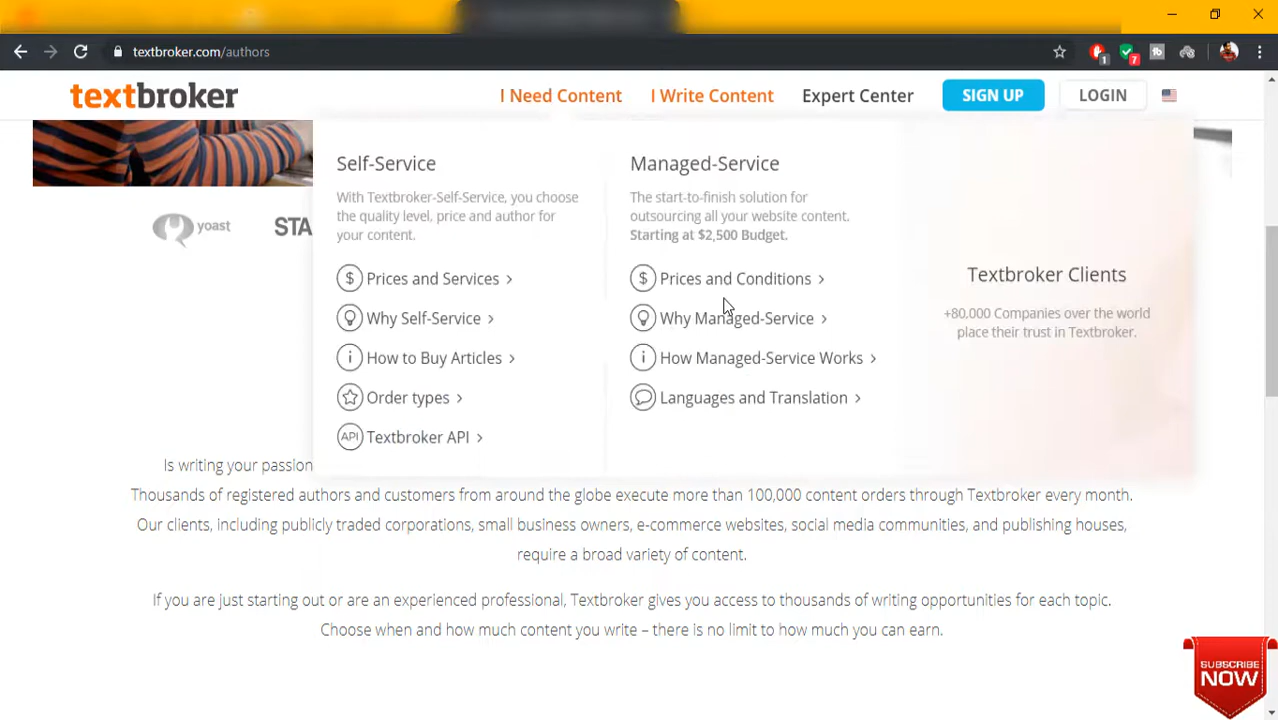 textbroker.com/authors
1
7
textbroker
I Need Content
I Write Content
Expert Center
SIGN UP
LOGIN
yoast
STA
Self-Service
With Textbroker-Self-Service, you choose
the quality level, price and author for
your content.
$ Prices and Services >
Why Self-Service >
i How to Buy Articles >
Order types >
API Textbroker API >
Managed-Service
The start-to-finish solution for
outsourcing all your website content.
Starting at $2,500 Budget.
$ Prices and Conditions >
Why Managed-Service >
i How Managed-Service Works >
Languages and Translation >
Textbroker Clients
+80,000 Companies over the world
place their trust in Textbroker.
Is writing your passion
Thousands of registered authors and customers from around the globe execute more than 100,000 content orders through Textbroker every month.
Our clients, including publicly traded corporations, small business owners, e-commerce websites, social media communities, and publishing houses,
require a broad variety of content.
If you are just starting out or are an experienced professional, Textbroker gives you access to thousands of writing opportunities for each topic.
Choose when and how much content you write – there is no limit to how much you can earn.
SUBSCRIBE
NOW